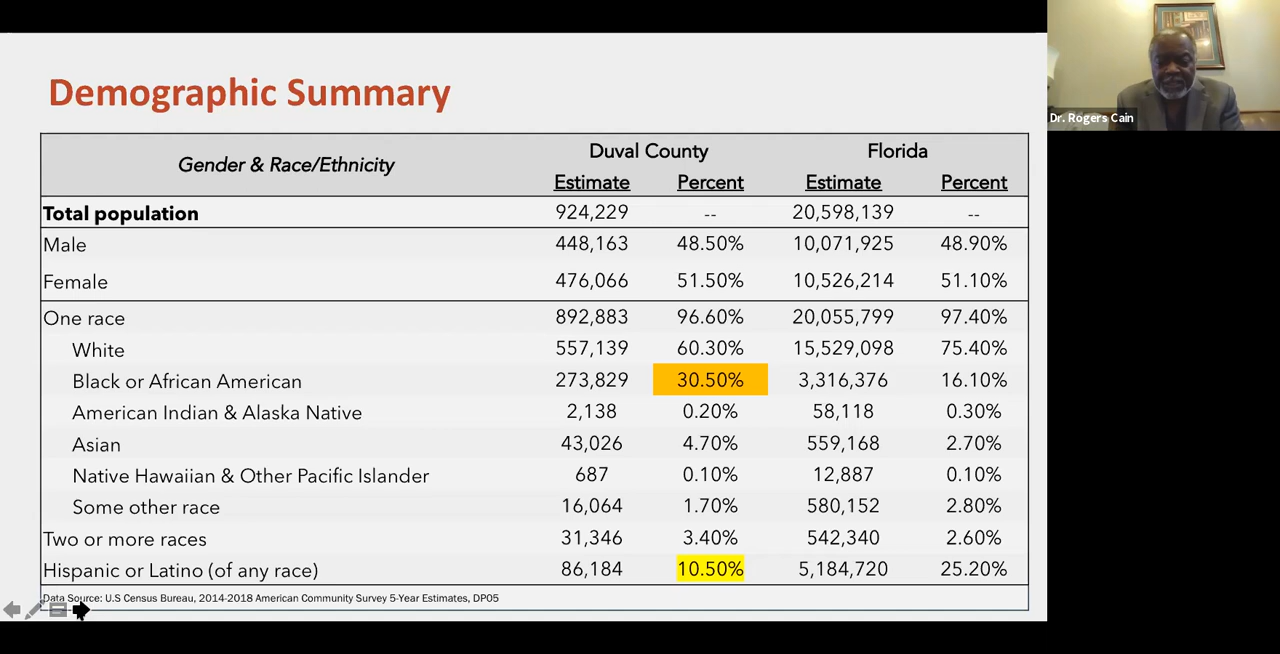 Demographic Summary
Gender & Race/Ethnicity Duval County Florida
Estimate Percent Estimate Percent
Total population 924,229 -- 20,598,139 --
Male 448,163 48.50% 10,071,925 48.90%
Female 476,066 51.50% 10,526,214 51.10%
One race 892,883 96.60% 20,055,799 97.40%
White 557,139 60.30% 15,529,098 75.40%
Black or African American 273,829 30.50% 3,316,376 16.10%
American Indian & Alaska Native 2,138 0.20% 58,118 0.30%
Asian 43,026 4.70% 559,168 2.70%
Native Hawaiian & Other Pacific Islander 687 0.10% 12,887 0.10%
Some other race 16,064 1.70% 580,152 2.80%
Two or more races 31,346 3.40% 542,340 2.60%
Hispanic or Latino (of any race) 86,184 10.50% 5,184,720 25.20%
Data Source: U.S Census Bureau, 2014-2018 American Community Survey 5-Year Estimates, DP05
Dr. Rogers Cain